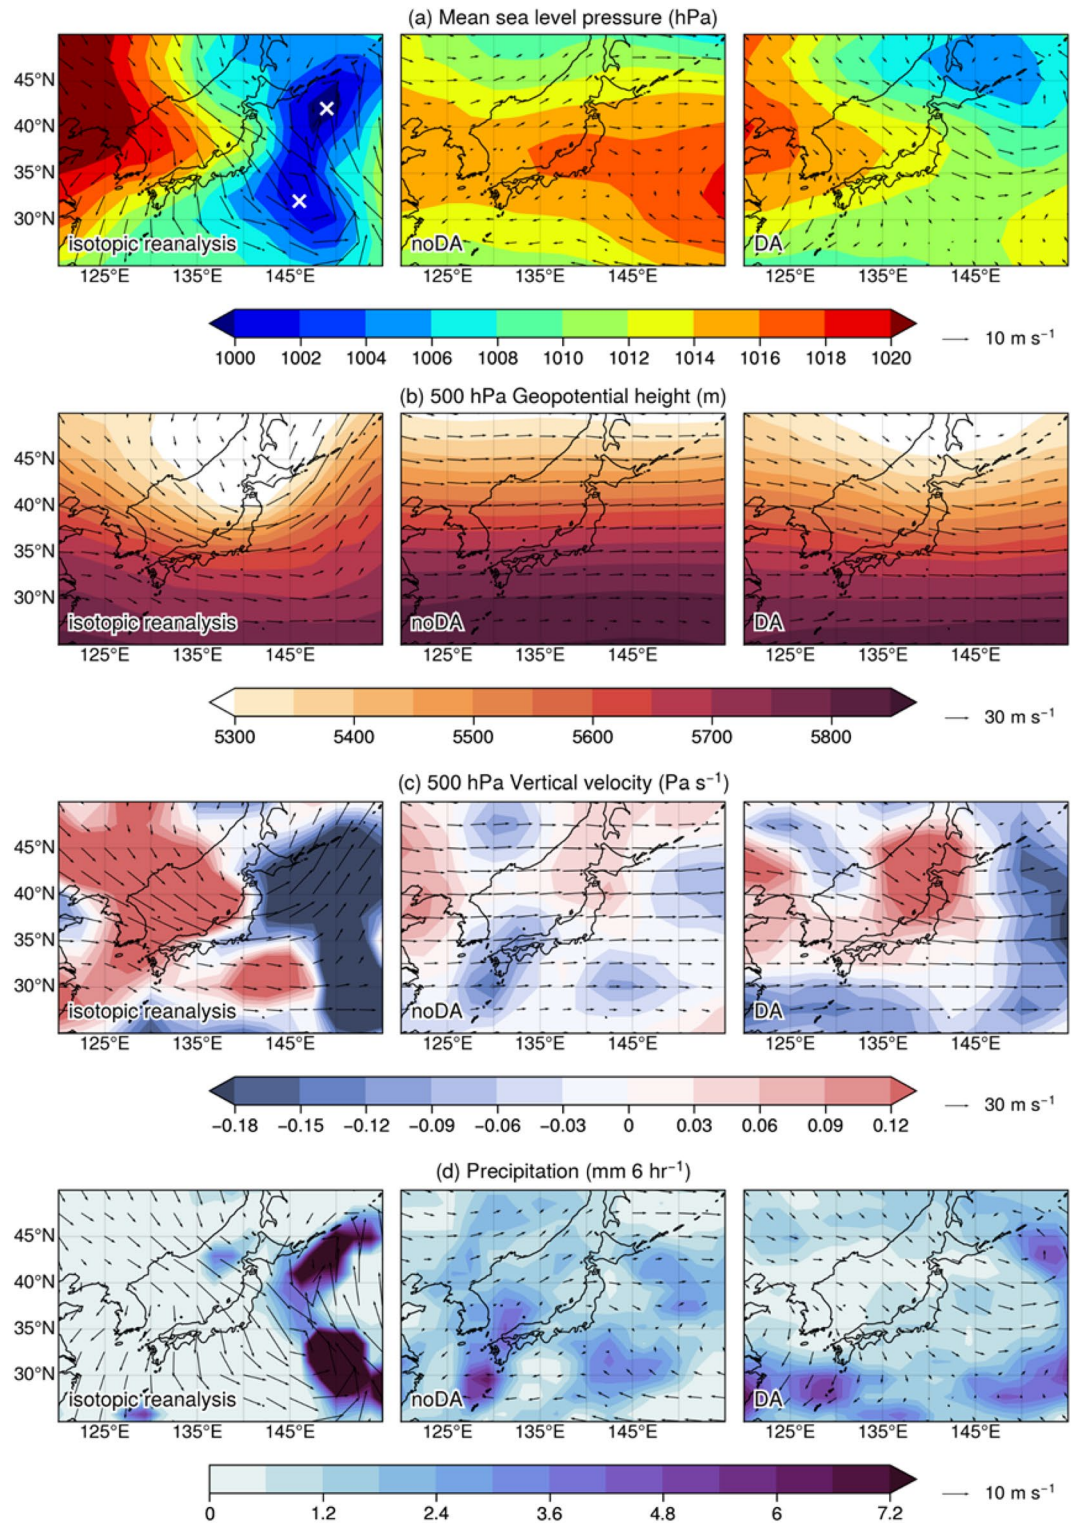 (a) Mean sea level pressure (hPa)
45°N
40°N
35°N
30°N
isotopic reanalysis
noDA
DA
125°E 135°E 145°E 125°E 135°E 145°E 125°E 135°E 145°E
1000 1002 1004 1006 1008 1010 1012 1014 1016 1018 1020
10 m s⁻¹
(b) 500 hPa Geopotential height (m)
45°N
40°N
35°N
30°N
isotopic reanalysis
noDA
DA
125°E 135°E 145°E 125°E 135°E 145°E 125°E 135°E 145°E
5300 5400 5500 5600 5700 5800
30 m s⁻¹
(c) 500 hPa Vertical velocity (Pa s⁻¹)
45°N
40°N
35°N
30°N
isotopic reanalysis
noDA
DA
125°E 135°E 145°E 125°E 135°E 145°E 125°E 135°E 145°E
−0.18 −0.15 −0.12 −0.09 −0.06 −0.03 0 0.03 0.06 0.09 0.12
30 m s⁻¹
(d) Precipitation (mm 6 hr⁻¹)
45°N
40°N
35°N
30°N
isotopic reanalysis
noDA
DA
125°E 135°E 145°E 125°E 135°E 145°E 125°E 135°E 145°E
0 1.2 2.4 3.6 4.8 6 7.2
10 m s⁻¹